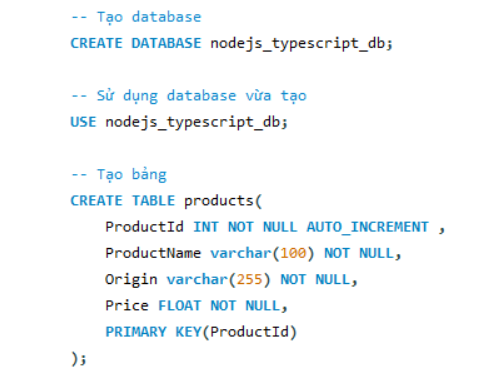 -- Tạo database
CREATE DATABASE nodejs_typescript_db;
-- Sử dụng database vừa tạo
USE nodejs_typescript_db;
-- Tạo bảng
CREATE TABLE products(
ProductId INT NOT NULL AUTO_INCREMENT ,
ProductName varchar(100) NOT NULL,
Origin varchar(255) NOT NULL,
Price FLOAT NOT NULL,
PRIMARY KEY(ProductId)
);